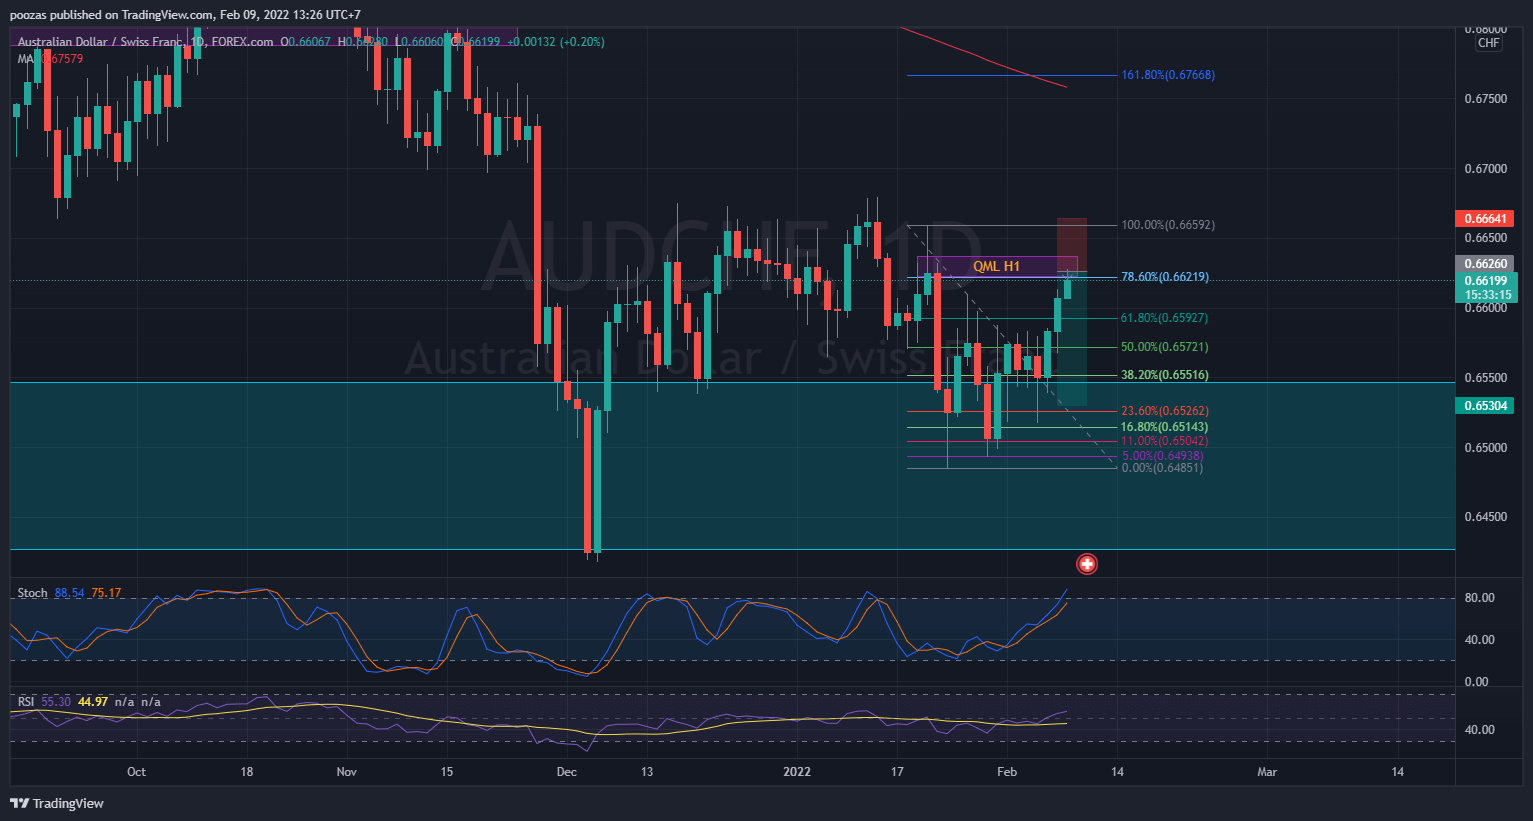 poozas published on TradingView.com, Feb 09, 2022 13:26 UTC+7
Australian Dollar / Swiss Franc, 1D, FOREX.com O0.66067 L0.66060 C0.66199 +0.00132 (+0.20%)
MA 0.67579
AUDCHF, 1D
Australian Dollar / Swiss Franc
QML H1
161.80%(0.67668)
100.00%(0.66592)
78.60%(0.66219)
61.80%(0.65927)
50.00%(0.65721)
38.20%(0.65516)
23.60%(0.65262)
16.80%(0.65143)
11.00%(0.65042)
5.00%(0.64938)
0.00%(0.64851)
0.68000
CHF
0.67500
0.67000
0.66641
0.66500
0.66260
0.66199
15:33:15
0.66000
0.65500
0.65304
0.65000
0.64500
Stoch 88.54 75.17
80.00
40.00
0.00
RSI 55.30 44.97 n/a n/a
40.00
Oct 18 Nov 15 Dec 13 2022 17 Feb 14 Mar 14
TradingView